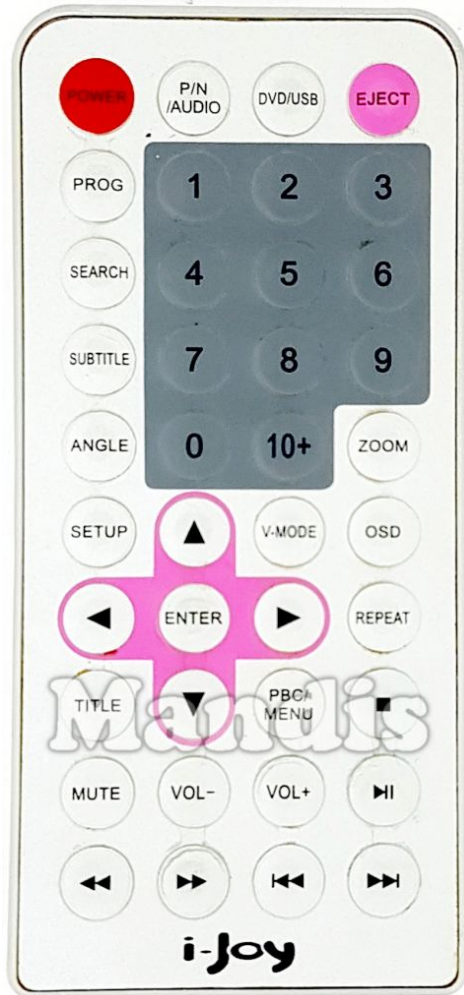 POWER
P/N
/AUDIO
DVD/USB
EJECT
PROG
1
2
3
SEARCH
4
5
6
SUBTITLE
7
8
9
ANGLE
0
10+
ZOOM
SETUP
V-MODE
OSD
ENTER
REPEAT
TITLE
PBC/
MENU
Mandis
MUTE
VOL-
VOL+
i-Joy